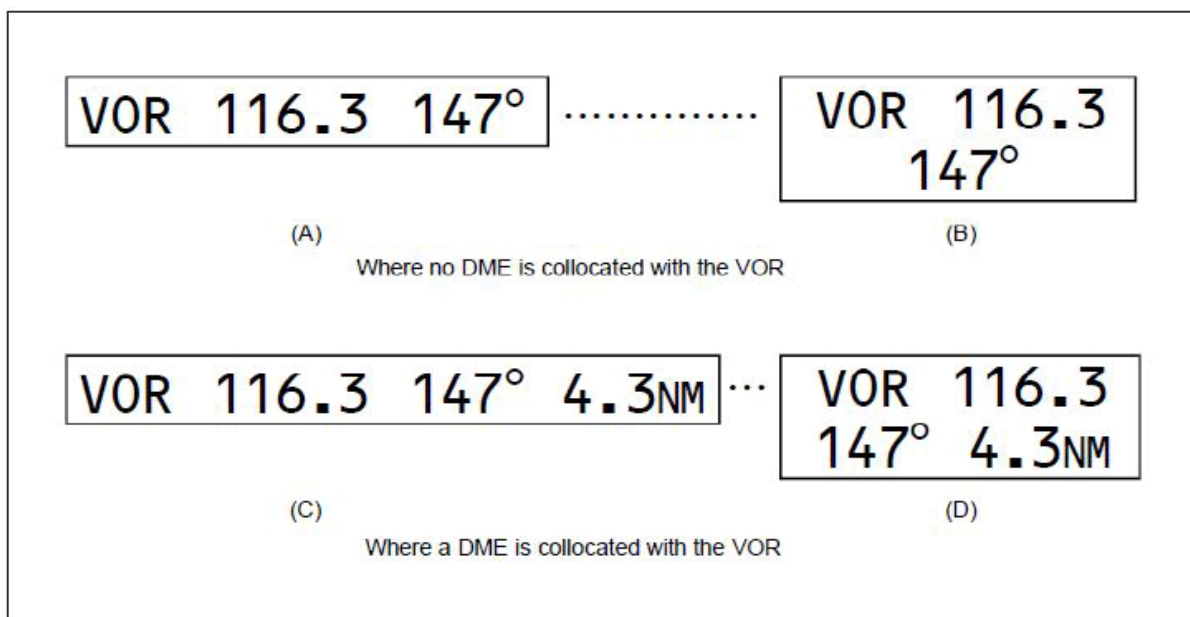 VOR 116.3 147°
VOR 116.3
147°
(A)
(B)
Where no DME is collocated with the VOR
VOR 116.3 147° 4.3NM
VOR 116.3
147° 4.3NM
(C)
(D)
Where a DME is collocated with the VOR